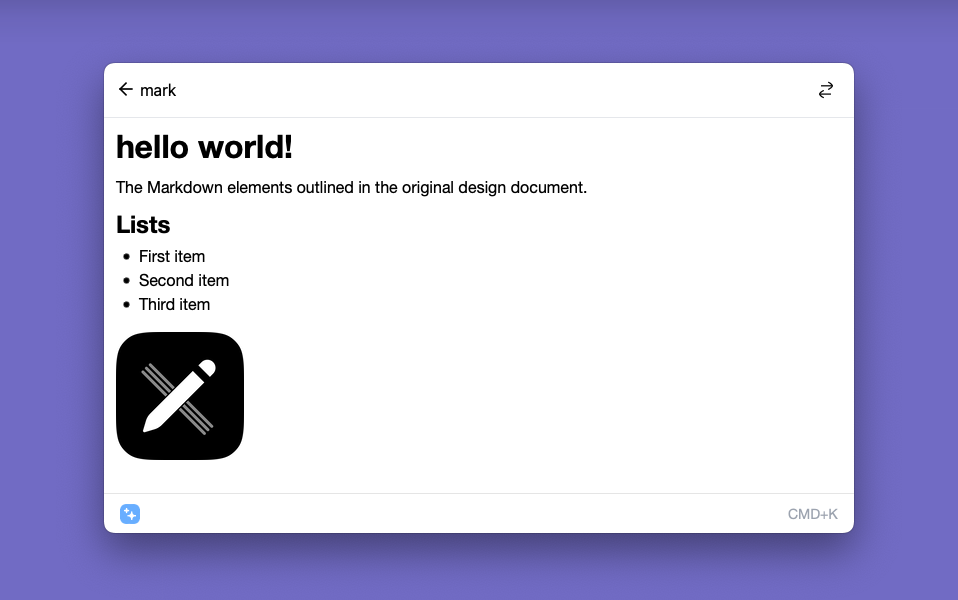 mark
hello world!
The Markdown elements outlined in the original design document.
Lists
First item
Second item
Third item
CMD+K